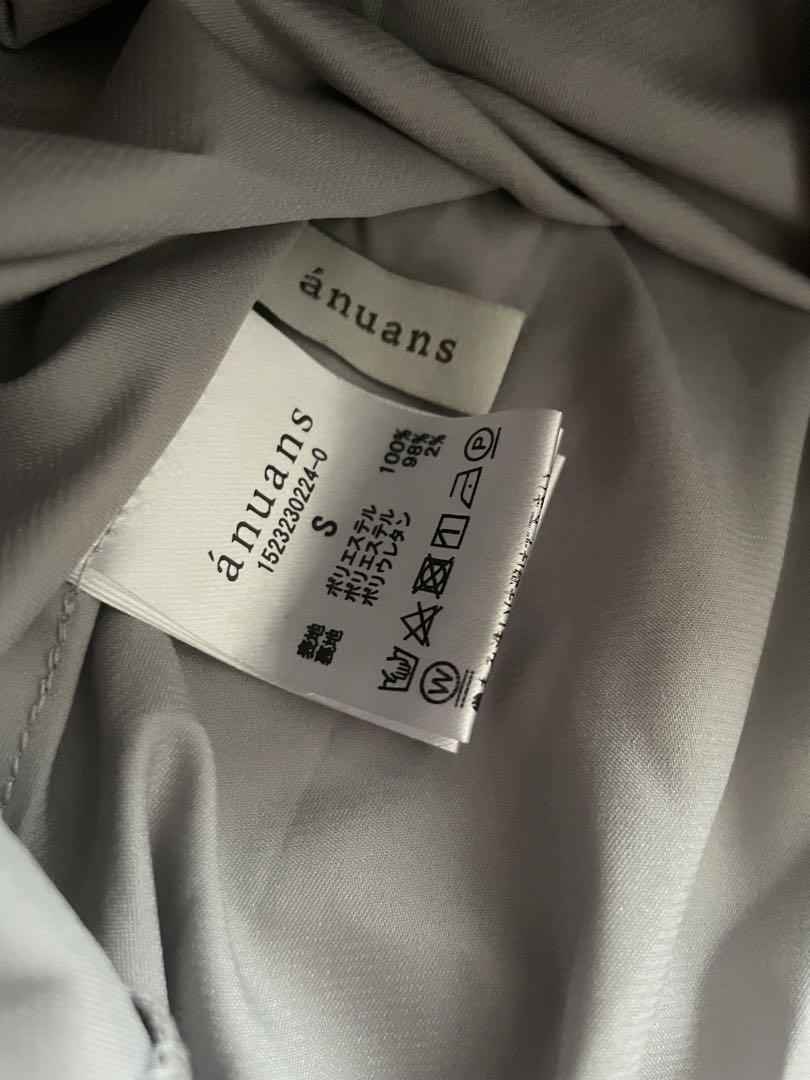 ánuans
ánuans
1523230224-0
S
表地 ポリエステル 100%
裏地 ポリエステル 98%
ポリウレタン 2%
P
W